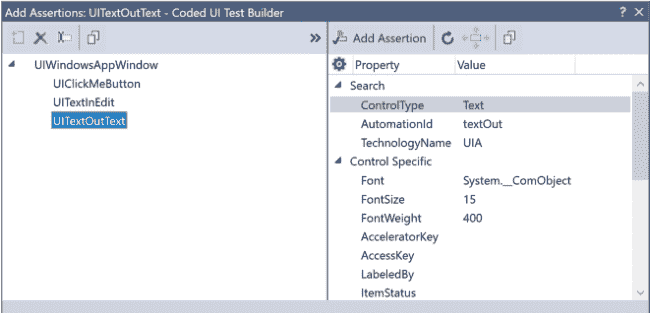 Add Assertions: UITextOutText - Coded UI Test Builder ? ×
» Add Assertion
UIWindowsAppWindow
UIClickMeButton
UITextInEdit
UITextOutText
Property Value
Search
ControlType Text
AutomationId textOut
TechnologyName UIA
Control Specific
Font System.__ComObject
FontSize 15
FontWeight 400
AcceleratorKey
AccessKey
LabeledBy
ItemStatus